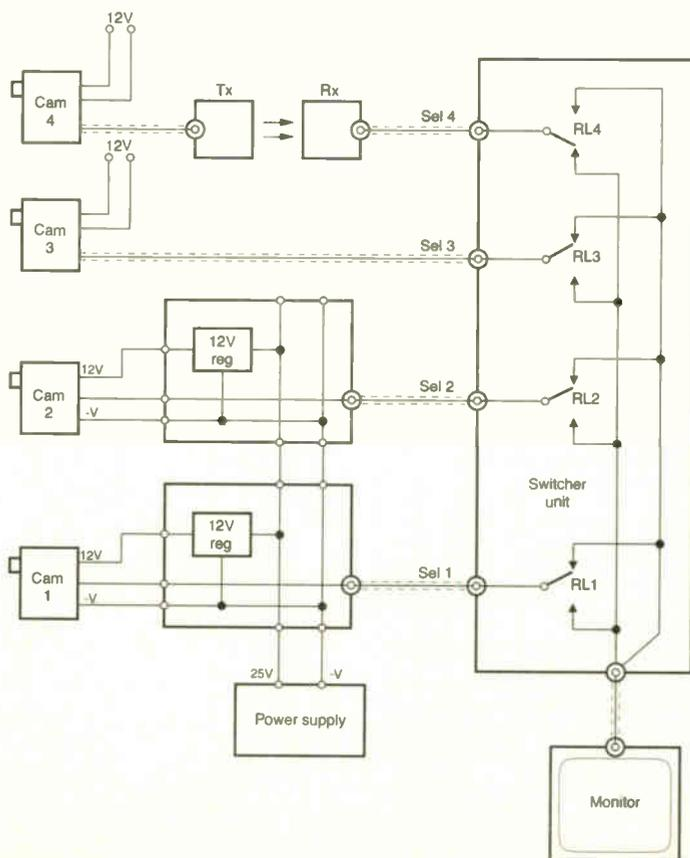 12V
Cam
4
Tx
Rx
Sel 4
RL4
12V
Cam
3
Sel 3
RL3
12V
reg
Cam
2
12V
-V
Sel 2
RL2
Switcher
unit
12V
reg
Cam
1
12V
-V
Sel 1
RL1
25V
-V
Power supply
Monitor